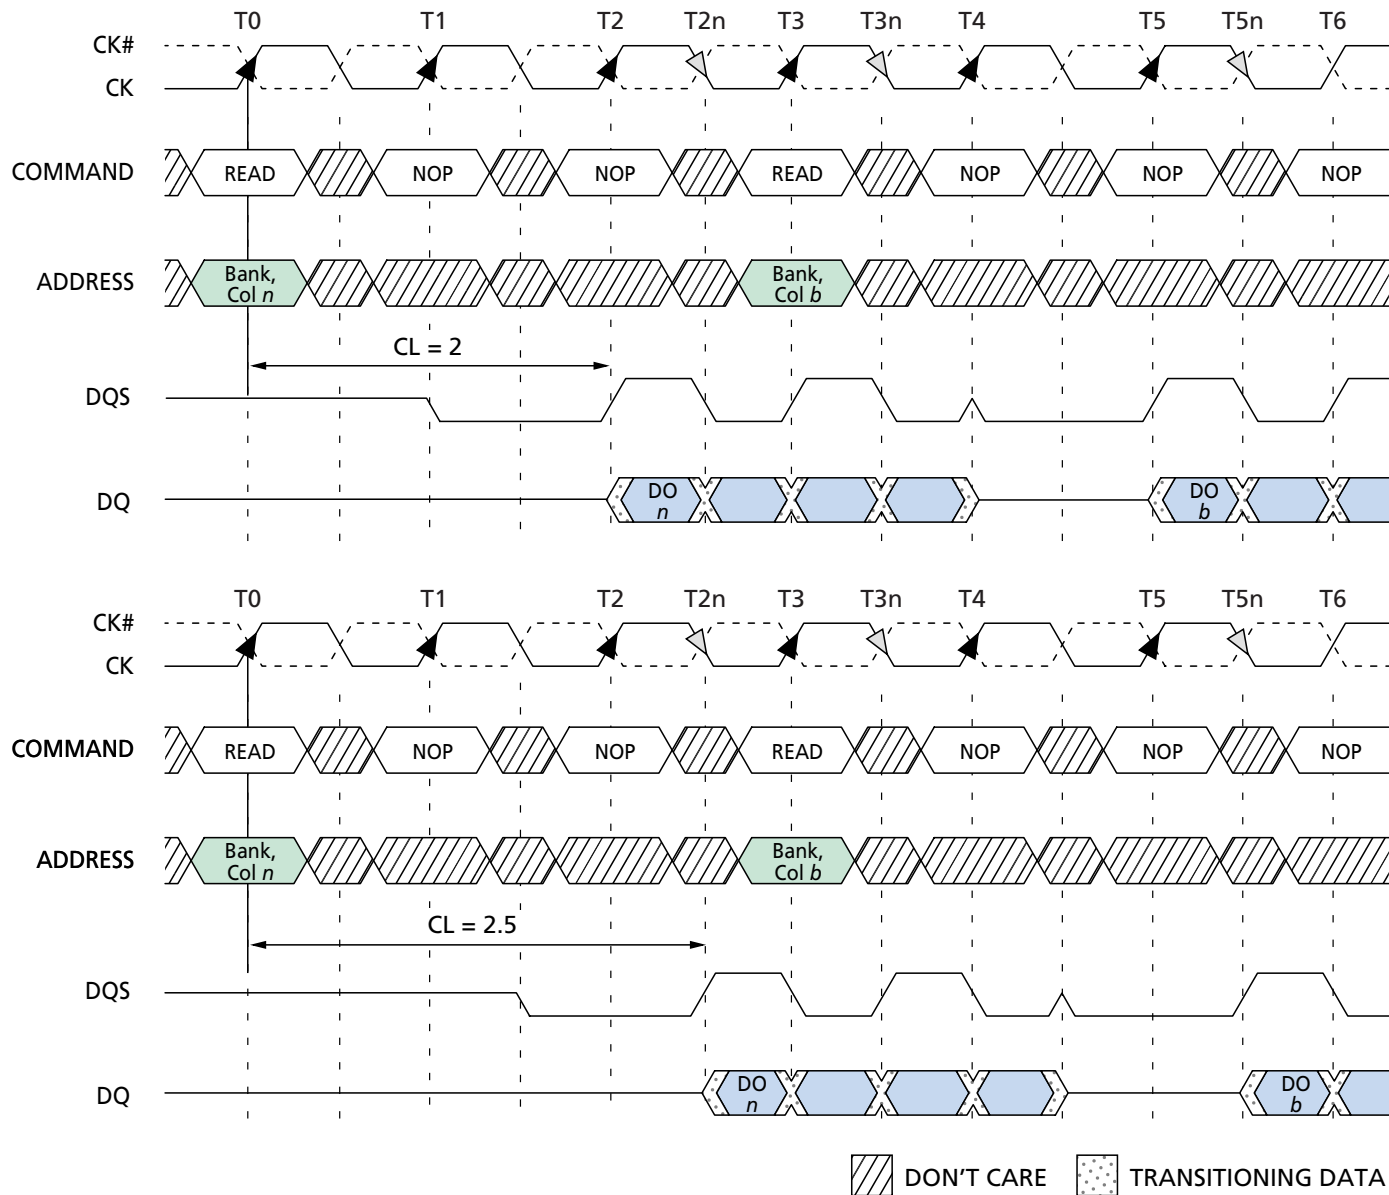 T0 T1 T2 T2n T3 T3n T4 T5 T5n T6
CK#
CK
COMMAND READ NOP NOP READ NOP NOP NOP
ADDRESS Bank, Col n Bank, Col b
CL = 2
DQS
DQ DO n DO b
T0 T1 T2 T2n T3 T3n T4 T5 T5n T6
CK#
CK
COMMAND READ NOP NOP READ NOP NOP NOP
ADDRESS Bank, Col n Bank, Col b
CL = 2.5
DQS
DQ DO n DO b
DON'T CARE TRANSITIONING DATA